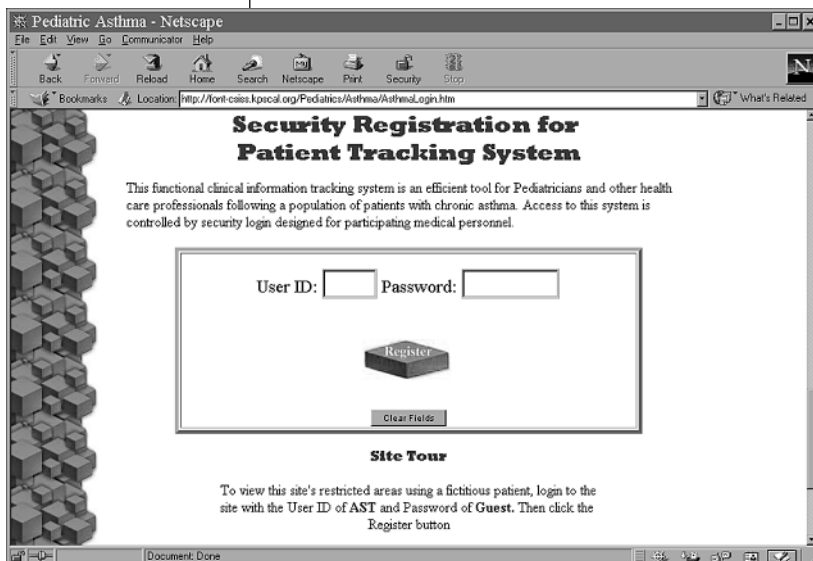 Pediatric Asthma - Netscape
File Edit View Go Communicator Help
Back Forward Reload Home Search Netscape Print Security Stop
My
N
Bookmarks Location: http://font-csiss.kpscal.org/Pediatrics/Asthma/AsthmaLogin.htm What's Related
Security Registration for
Patient Tracking System
This functional clinical information tracking system is an efficient tool for Pediatricians and other health
care professionals following a population of patients with chronic asthma. Access to this system is
controlled by security login designed for participating medical personnel.
User ID: Password:
Register
Clear Fields
Site Tour
To view this site's restricted areas using a fictitious patient, login to the
site with the User ID of AST and Password of Guest. Then click the
Register button
Document: Done